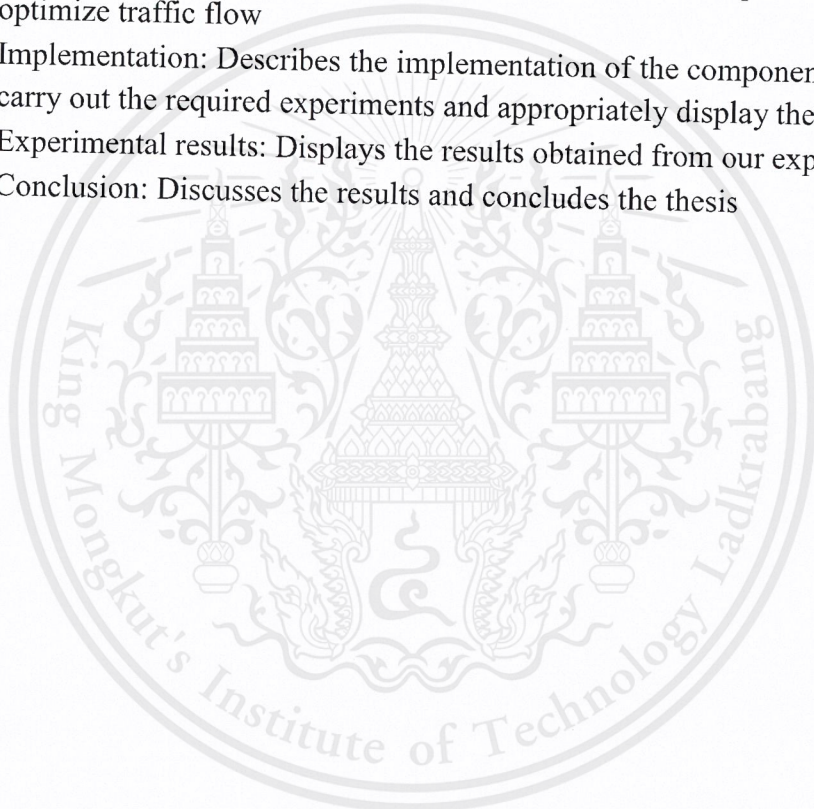 optimize traffic flow
Implementation: Describes the implementation of the
carry out the required experiments and appropriately display the
Experimental results: Displays the results obtained from our
Conclusion: Discusses the results and concludes the thesis
King Mongkut's Institute of Technology Ladkrabang